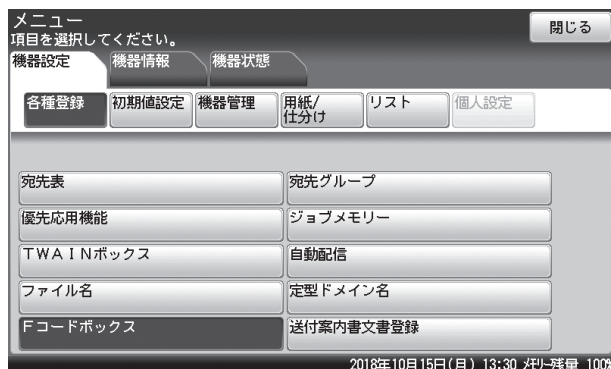 メニュー
項目を選択してください。
閉じる
機器設定 機器情報 機器状態
各種登録 初期値設定 機器管理 用紙/
仕分け リスト 個人設定
宛先表 宛先グループ
優先応用機能 ジョブメモリー
TWAINボックス 自動配信
ファイル名 定型ドメイン名
Fコードボックス 送付案内書文書登録
2018年10月15日(月) 13:30 メモリー残量 100%